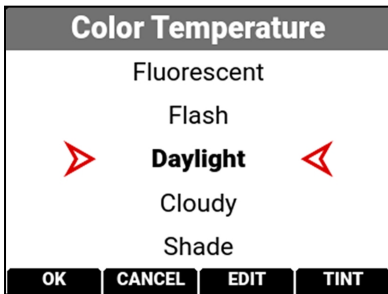 Color Temperature
Fluorescent
Flash
Daylight
Cloudy
Shade
OK CANCEL EDIT TINT